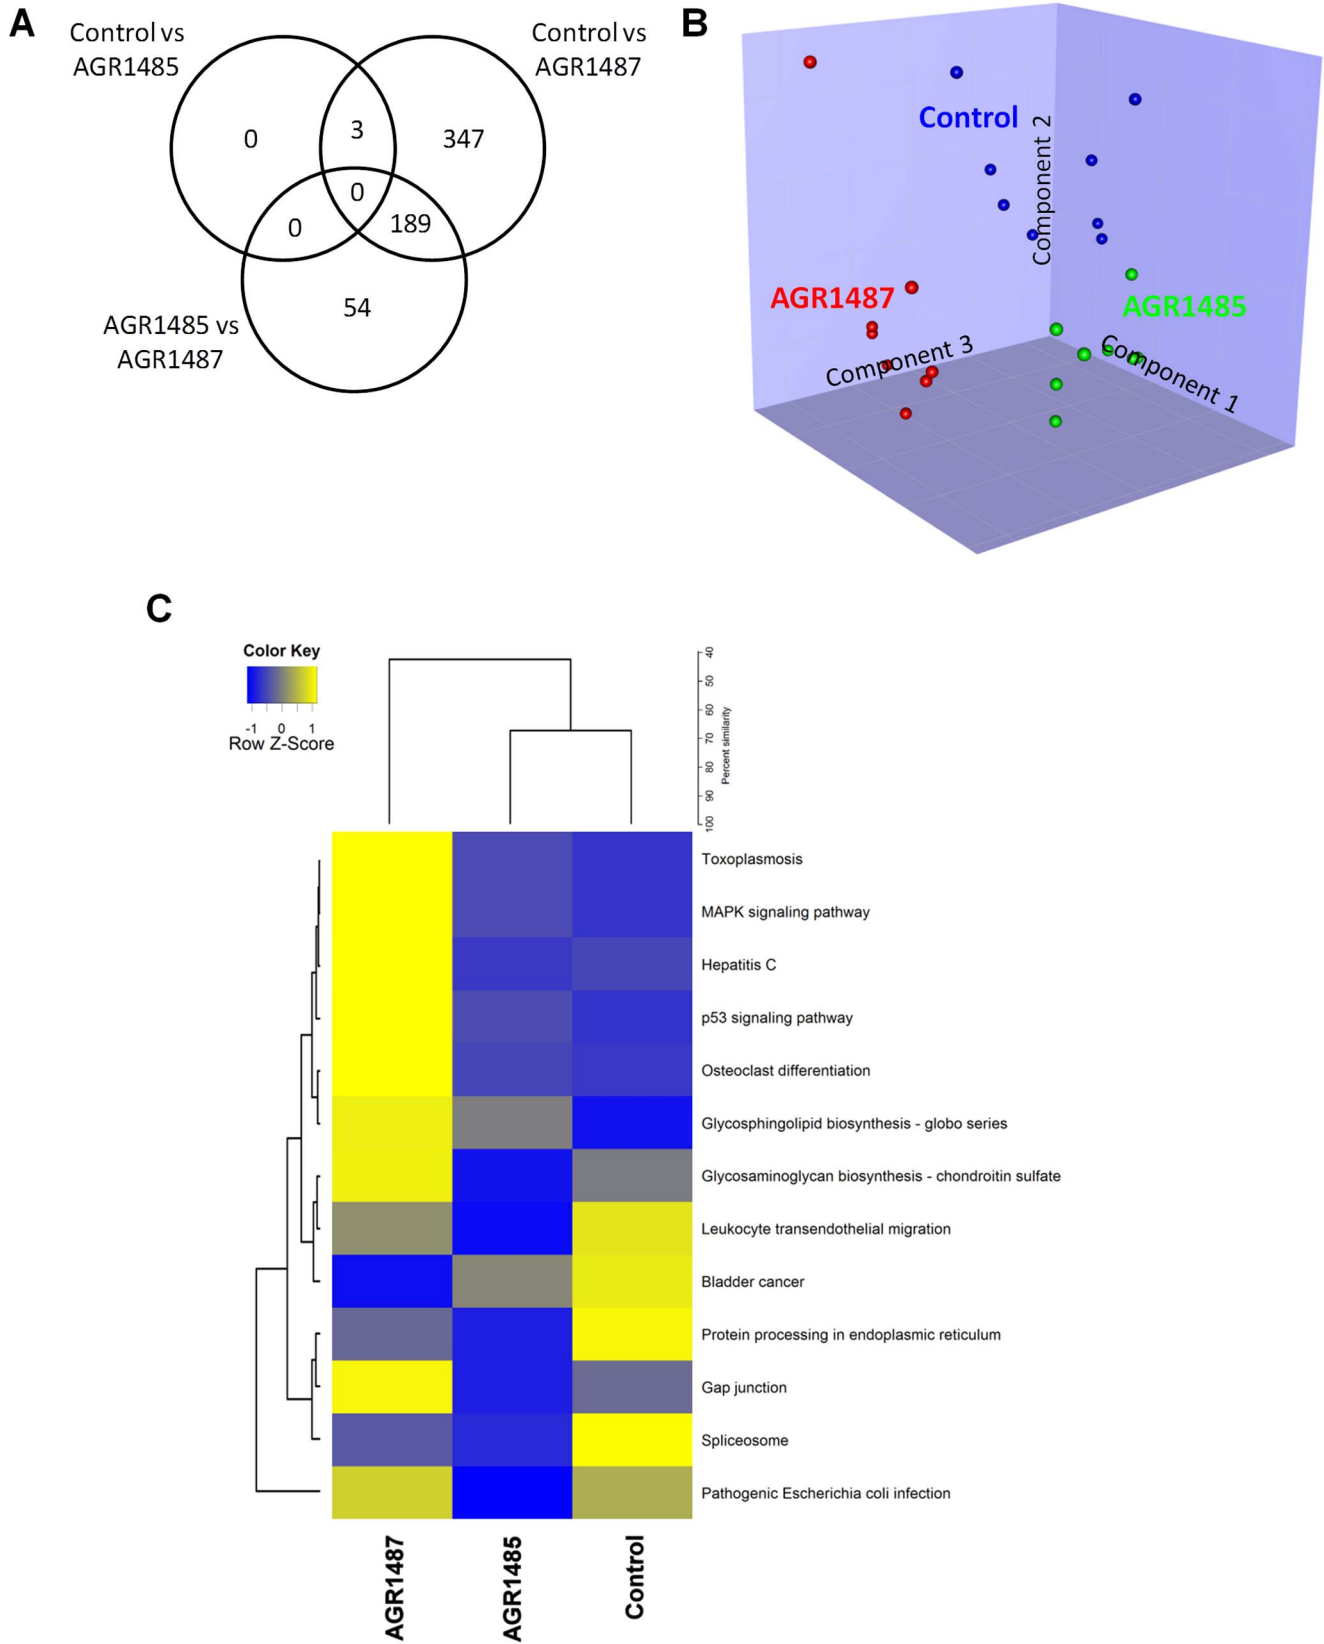 A
Control vs
AGR1485
Control vs
AGR1487
0
3
347
0
0
189
54
AGR1485 vs
AGR1487
B
Control
Component 2
AGR1487
AGR1485
Component 3
Component 1
C
Color Key
-1 0 1
Row Z-Score
40
50
60
70
80
90
100
Percent similarity
Toxoplasmosis
MAPK signaling pathway
Hepatitis C
p53 signaling pathway
Osteoclast differentiation
Glycosphingolipid biosynthesis - globo series
Glycosaminoglycan biosynthesis - chondroitin sulfate
Leukocyte transendothelial migration
Bladder cancer
Protein processing in endoplasmic reticulum
Gap junction
Spliceosome
Pathogenic Escherichia coli infection
AGR1487
AGR1485
Control